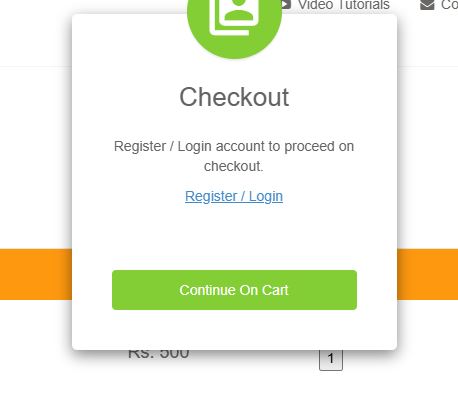 Video Tutorials
Co
Checkout
Register / Login account to proceed on
checkout.
Register / Login
Continue On Cart
Rs. 500
1